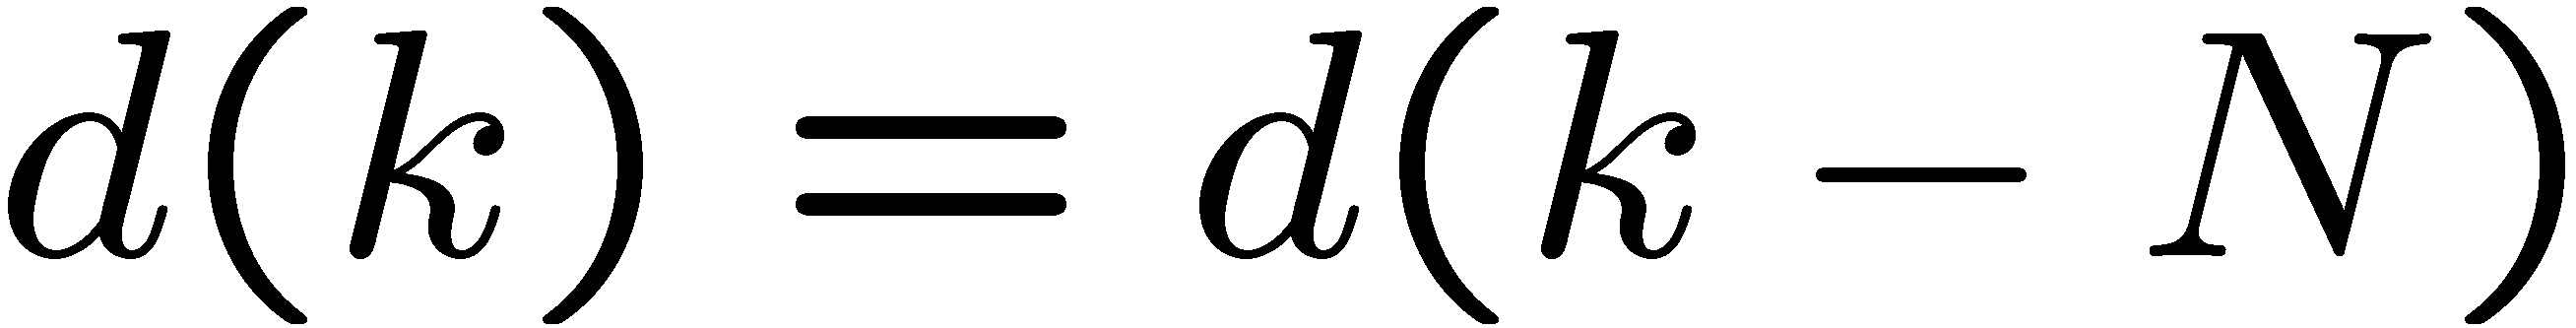 d(k) = d(k − N)